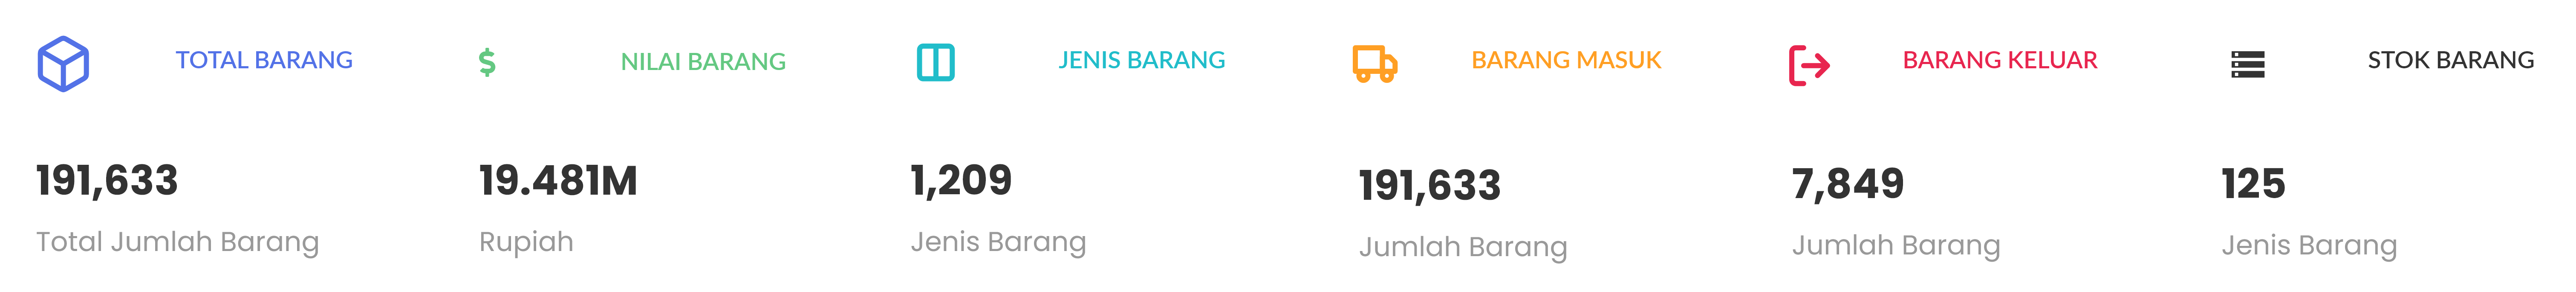 TOTAL BARANG
191,633
Total Jumlah Barang
$
NILAI BARANG
19.481M
Rupiah
JENIS BARANG
1,209
Jenis Barang
BARANG MASUK
191,633
Jumlah Barang
BARANG KELUAR
7,849
Jumlah Barang
STOK BARANG
125
Jenis Barang